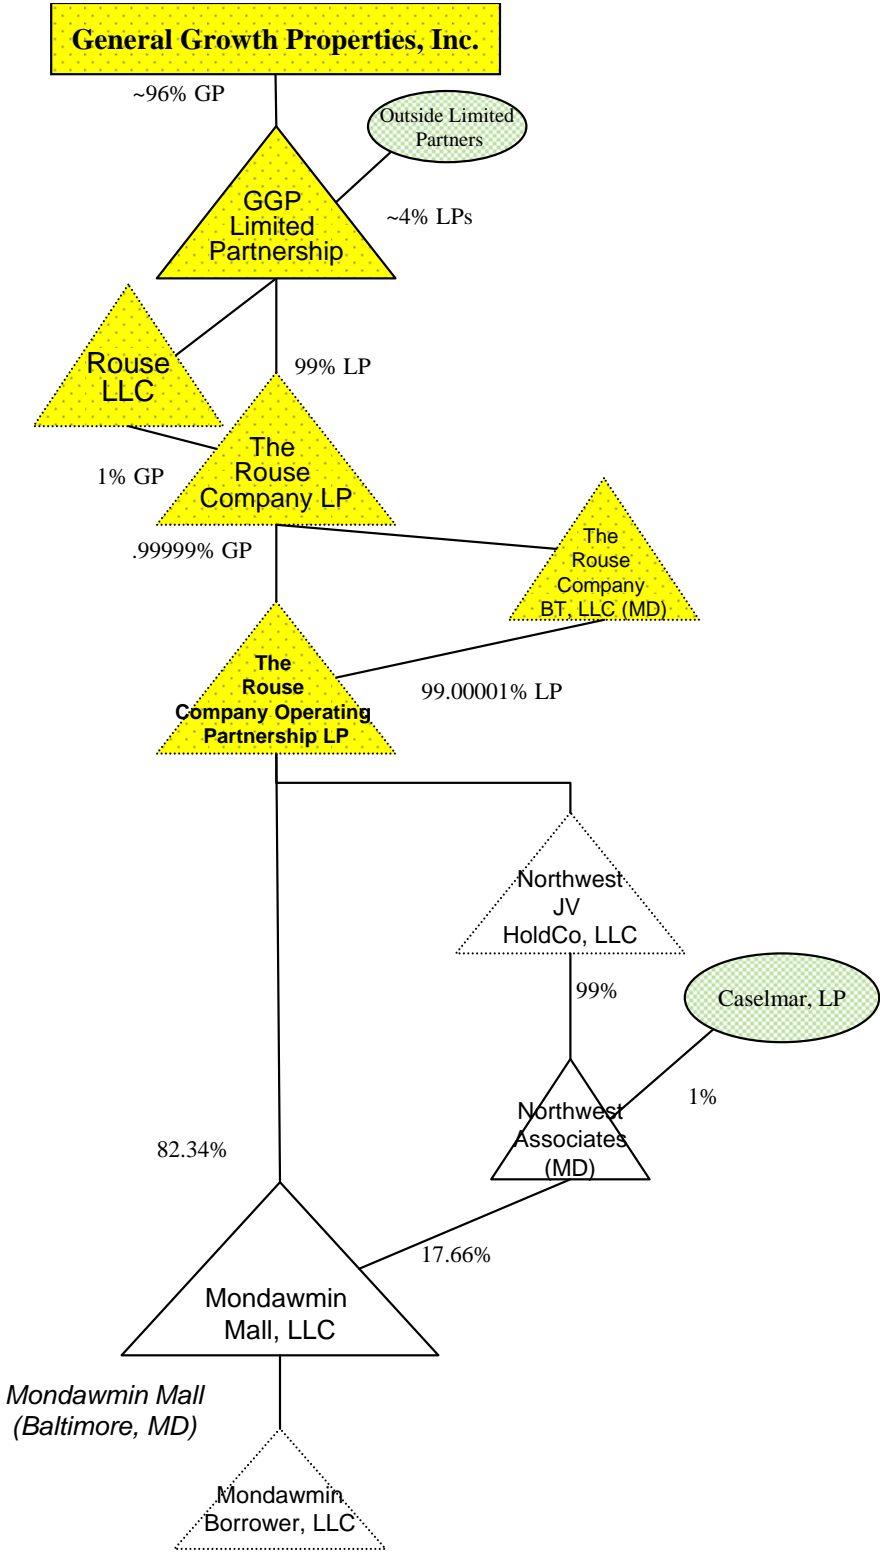 General Growth Properties, Inc.
~96% GP
Outside Limited
Partners
GGP
Limited
Partnership
~4% LPs
Rouse
LLC
99% LP
The
Rouse
Company LP
1% GP
.99999% GP
The
Rouse
Company
BT, LLC (MD)
The
Rouse
Company Operating
Partnership LP
99.00001% LP
Northwest
JV
HoldCo, LLC
99%
Caselmar, LP
1%
Northwest
Associates
(MD)
82.34%
17.66%
Mondawmin
Mall, LLC
Mondawmin Mall
(Baltimore, MD)
Mondawmin
Borrower, LLC